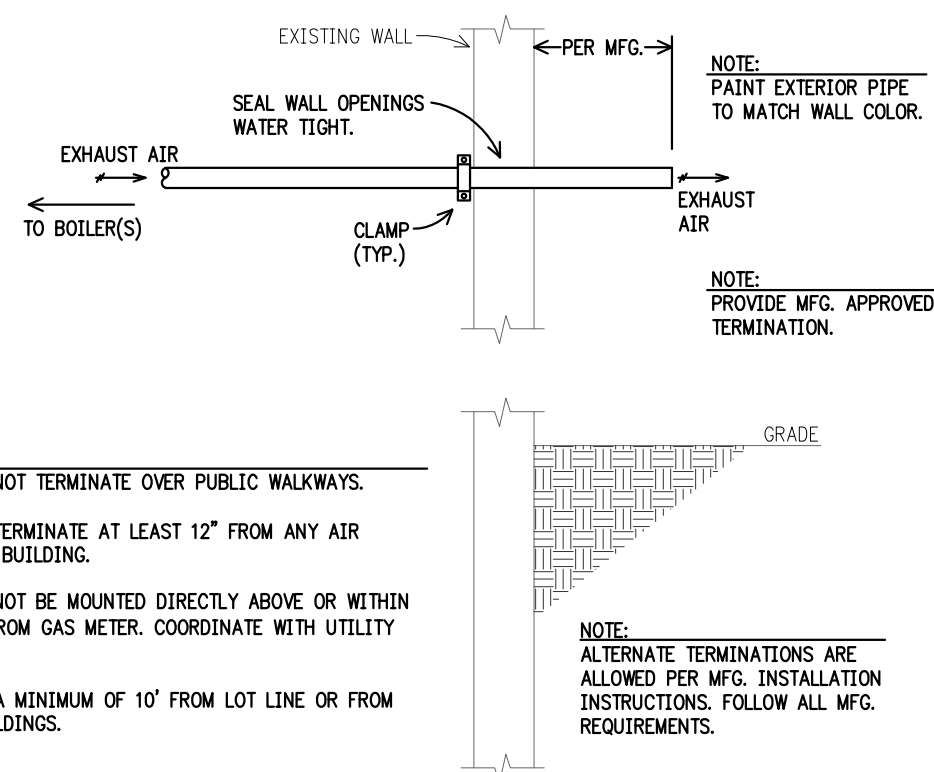 EXISTING WALL
PER MFG.
NOTE:
PAINT EXTERIOR PIPE
TO MATCH WALL COLOR.
SEAL WALL OPENINGS
WATER TIGHT.
EXHAUST AIR
TO BOILER(S)
CLAMP
(TYP.)
EXHAUST
AIR
NOTE:
PROVIDE MFG. APPROVED
TERMINATION.
GRADE
NOT TERMINATE OVER PUBLIC WALKWAYS.
TERMINATE AT LEAST 12" FROM ANY AIR
BUILDING.
NOT BE MOUNTED DIRECTLY ABOVE OR WITHIN
FROM GAS METER. COORDINATE WITH UTILITY
A MINIMUM OF 10' FROM LOT LINE OR FROM
NOTE:
ALTERNATE TERMINATIONS ARE
ALLOWED PER MFG. INSTALLATION
INSTRUCTIONS. FOLLOW ALL MFG.
REQUIREMENTS.